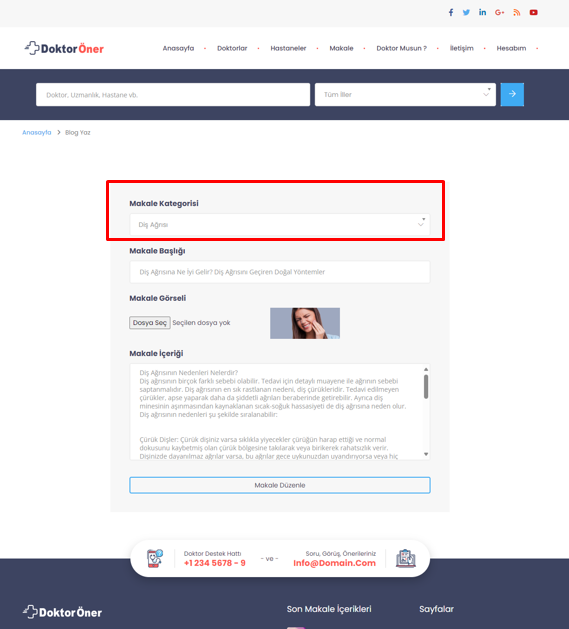 DoktorÖner
Anasayfa • Doktorlar • Hastaneler • Makale • Doktor Musun ? • İletişim • Hesabım •
Doktor, Uzmanlık, Hastane vb.
Tüm İller
Anasayfa > Blog Yaz
Makale Kategorisi
Diş Ağrısı
Makale Başlığı
Diş Ağrısına Ne İyi Gelir? Diş Ağrısını Geçiren Doğal Yöntemler
Makale Görseli
Dosya Seç Seçilen dosya yok
Makale İçeriği
Diş Ağrısının Nedenleri Nelerdir?
Diş ağrısının birçok farklı sebebi olabilir. Tedavi için detaylı muayene ile ağrının sebebi
saptanmalıdır. Diş ağrısının en sık rastlanan nedeni, diş çürükleridir. Tedavi edilmeyen
çürükler, apse yaparak daha da şiddetli ağrıları beraberinde getirebilir. Ayrıca diş
minesinin aşınmasından kaynaklanan sıcak-soğuk hassasiyeti de diş ağrısına neden olur.
Diş ağrısının nedenleri şu şekilde sıralanabilir:
Çürük Dişler: Çürük dişiniz varsa sıklıkla yiyecekler çürüğün harap ettiği ve normal
dokusunu kaybetmiş olan çürük bölgesine takılarak veya birikerek rahatsızlık verir.
Dişinizde dayanılmaz ağrılar varsa, bu ağrılar gece uykunuzdan uyandırıyorsa veya hiç
Makale Düzenle
Doktor Destek Hattı
+1 234 5678 - 9
- ve -
Soru, Görüş, Önerileriniz
Info@Domain.Com
DoktorÖner
Son Makale İçerikleri
Sayfalar